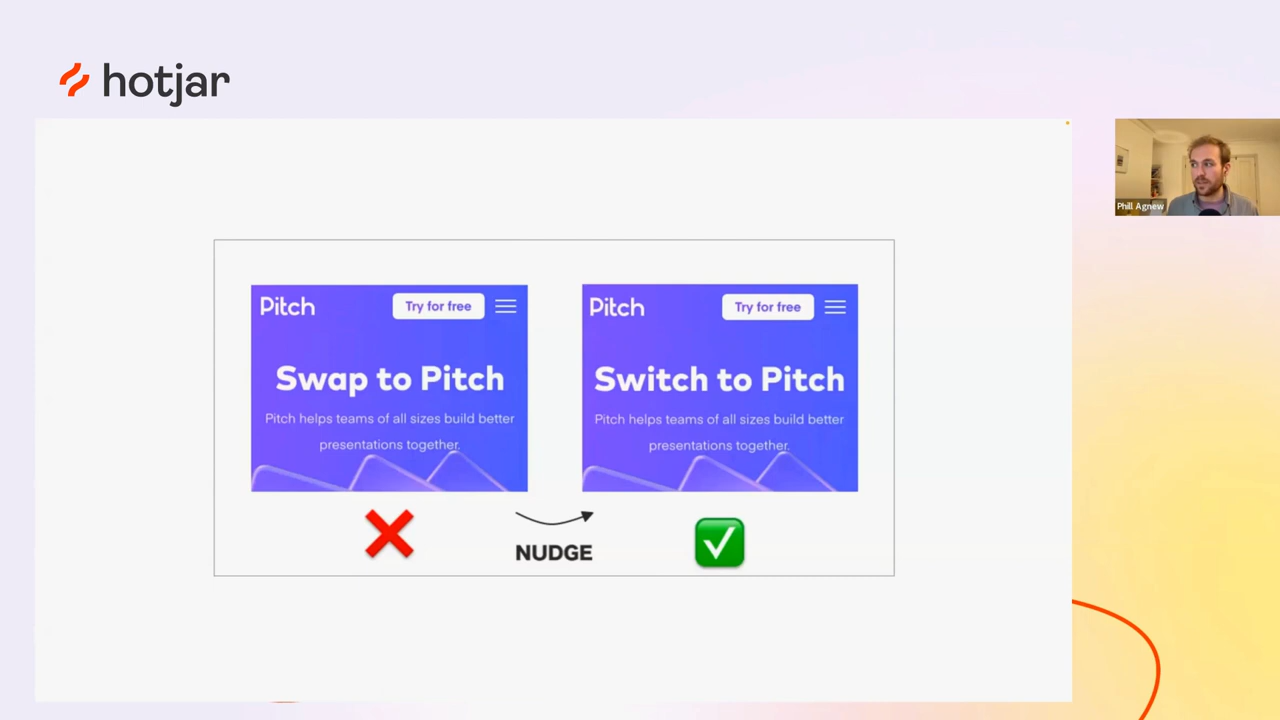 hotjar
Phill Agnew
Pitch
Try for free
Swap to Pitch
Pitch helps teams of all sizes build better
presentations together.
Pitch
Try for free
Switch to Pitch
Pitch helps teams of all sizes build better
presentations together.
NUDGE